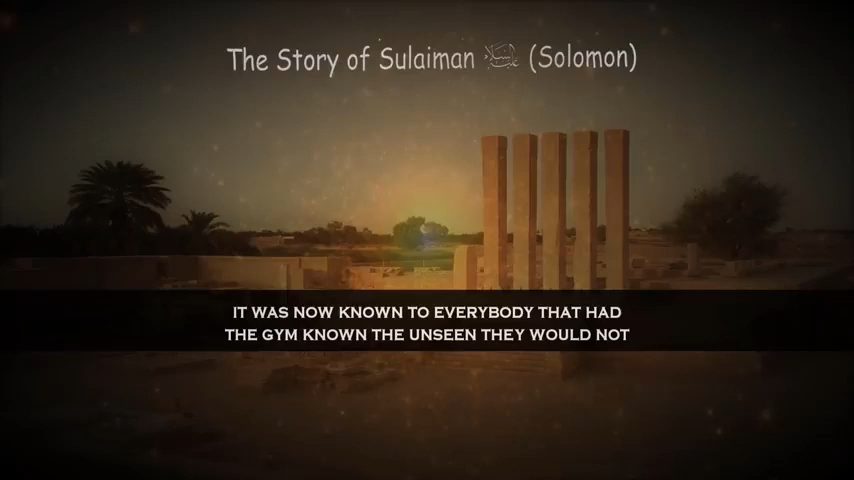 The Story of Sulaiman (Solomon)
IT WAS NOW KNOWN TO EVERYBODY THAT HAD
THE GYM KNOWN THE UNSEEN THEY WOULD NOT